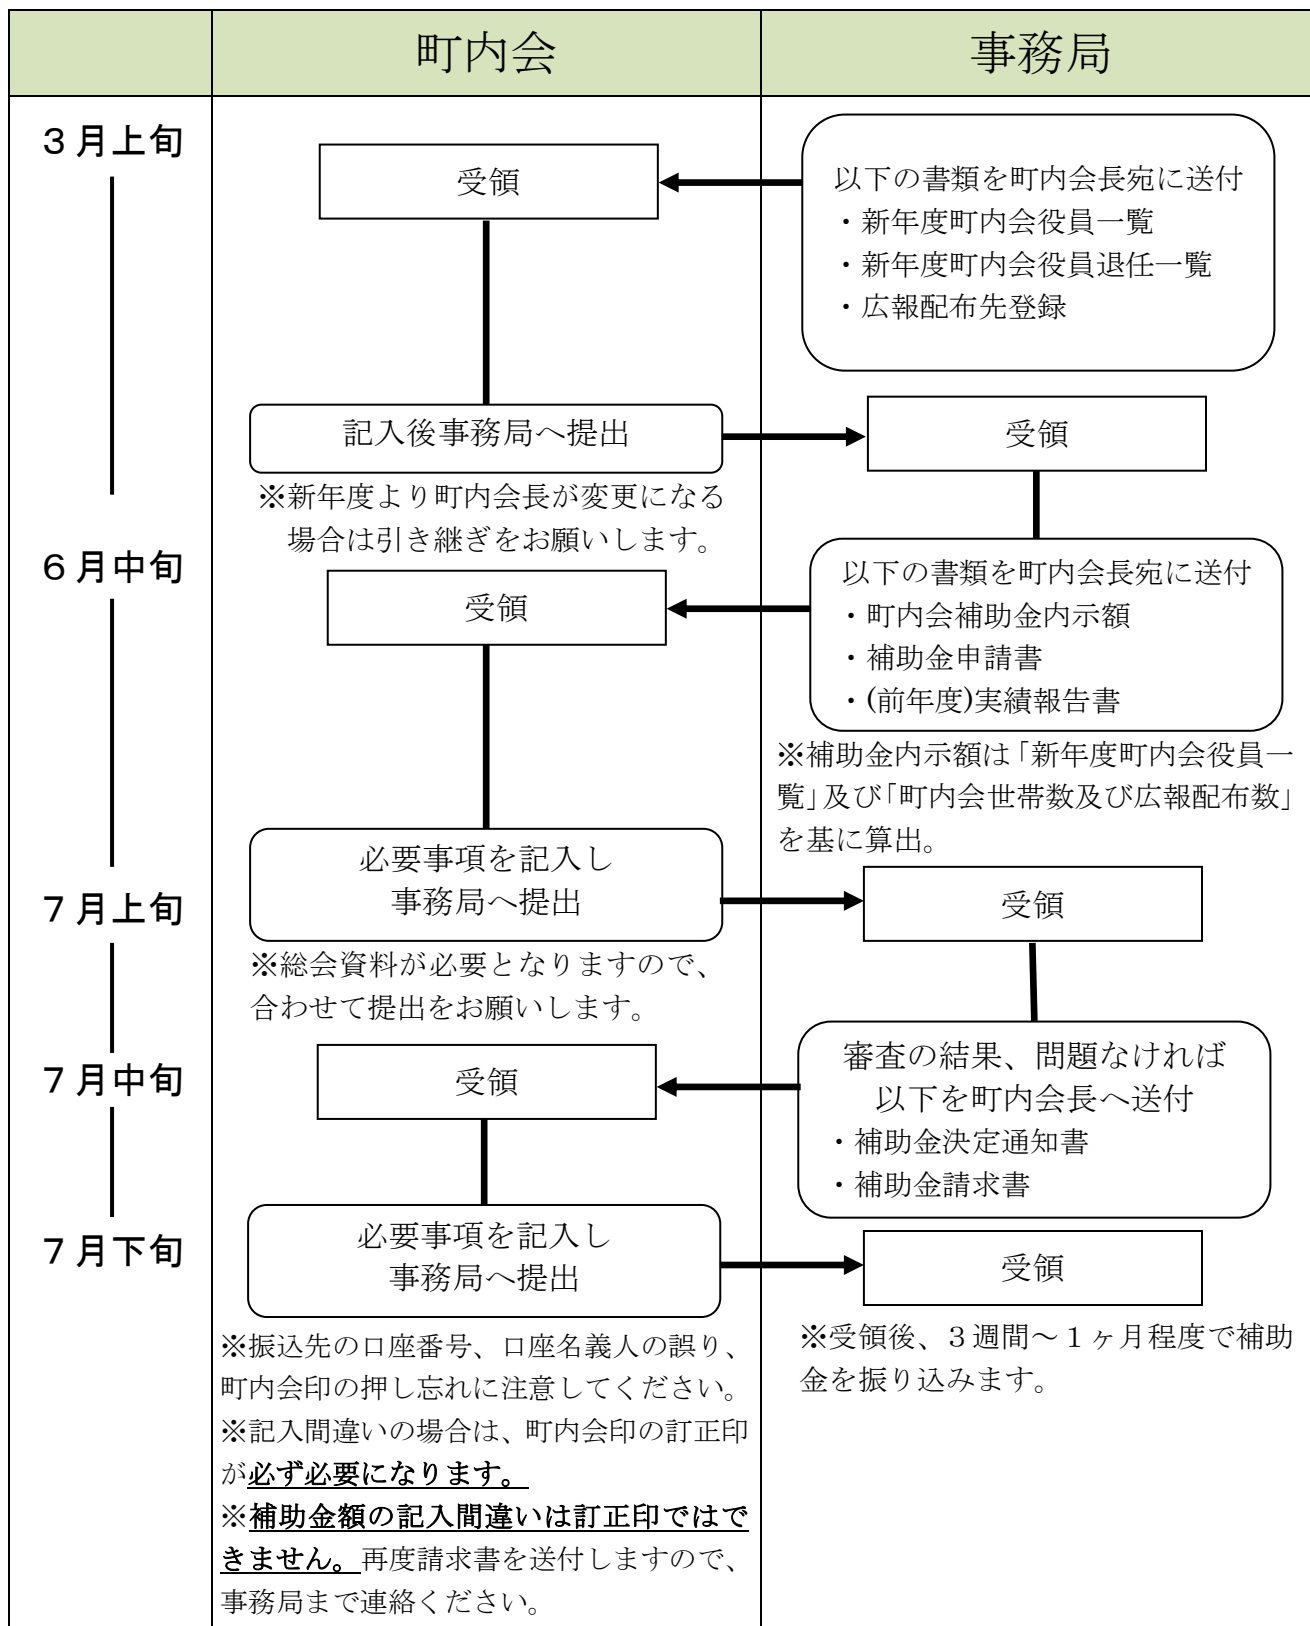 町内会
事務局
3月上旬
受領
以下の書類を町内会長宛に送付
・新年度町内会役員一覧
・新年度町内会役員退任一覧
・広報配布先登録
記入後事務局へ提出
受領
※新年度より町内会長が変更になる
場合は引き継ぎをお願いします。
6月中旬
受領
以下の書類を町内会長宛に送付
・町内会補助金内示額
・補助金申請書
・(前年度)実績報告書
※補助金内示額は「新年度町内会役員一
覧」及び「町内会世帯数及び広報配布数」
を基に算出。
必要事項を記入し
事務局へ提出
7月上旬
受領
※総会資料が必要となりますので、
合わせて提出をお願いします。
7月中旬
受領
審査の結果、問題なければ
以下を町内会長へ送付
・補助金決定通知書
・補助金請求書
7月下旬
必要事項を記入し
事務局へ提出
受領
※振込先の口座番号、口座名義人の誤り、
町内会印の押し忘れに注意してください。
※記入間違いの場合は、町内会印の訂正印
が必ず必要になります。
※補助金額の記入間違いは訂正印ではで
きません。再度請求書を送付しますので、
事務局まで連絡ください。
※受領後、3週間～1ヶ月程度で補助
金を振り込みます。